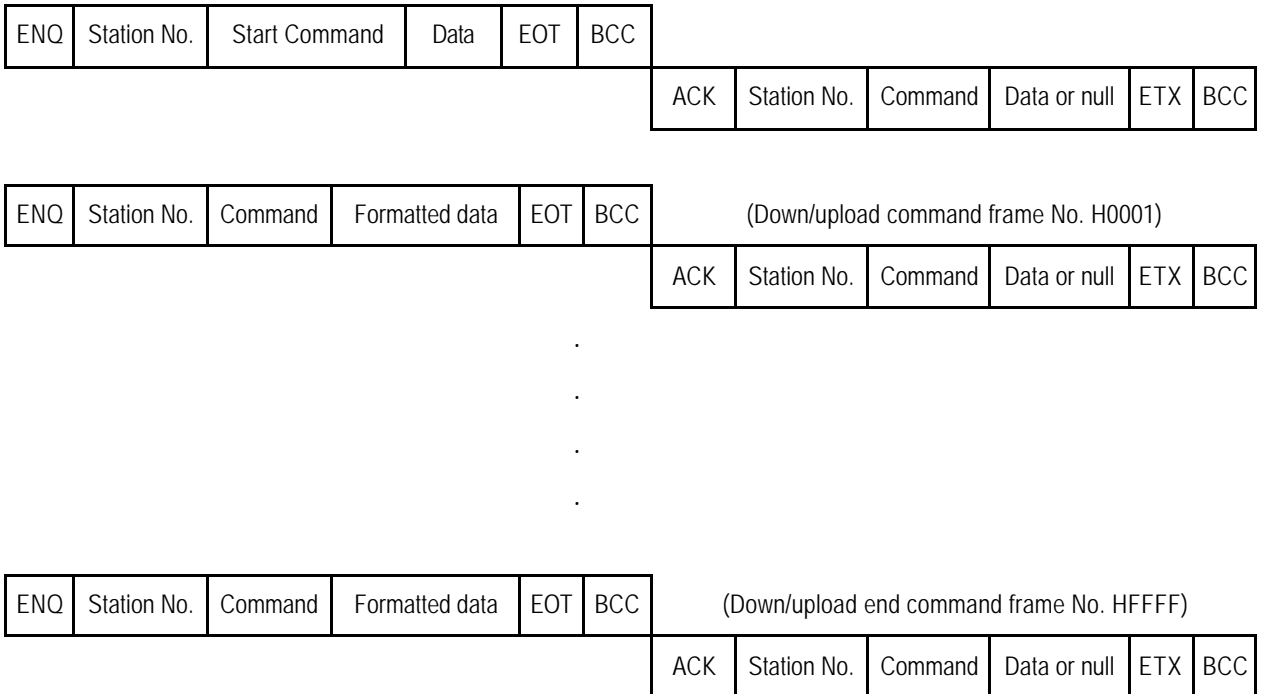 ENQ Station No. Start Command Data EOT BCC
ACK Station No. Command Data or null ETX BCC
ENQ Station No. Command Formatted data EOT BCC (Down/upload command frame No. H0001)
ACK Station No. Command Data or null ETX BCC
.
.
.
.
ENQ Station No. Command Formatted data EOT BCC (Down/upload end command frame No. HFFFF)
ACK Station No. Command Data or null ETX BCC